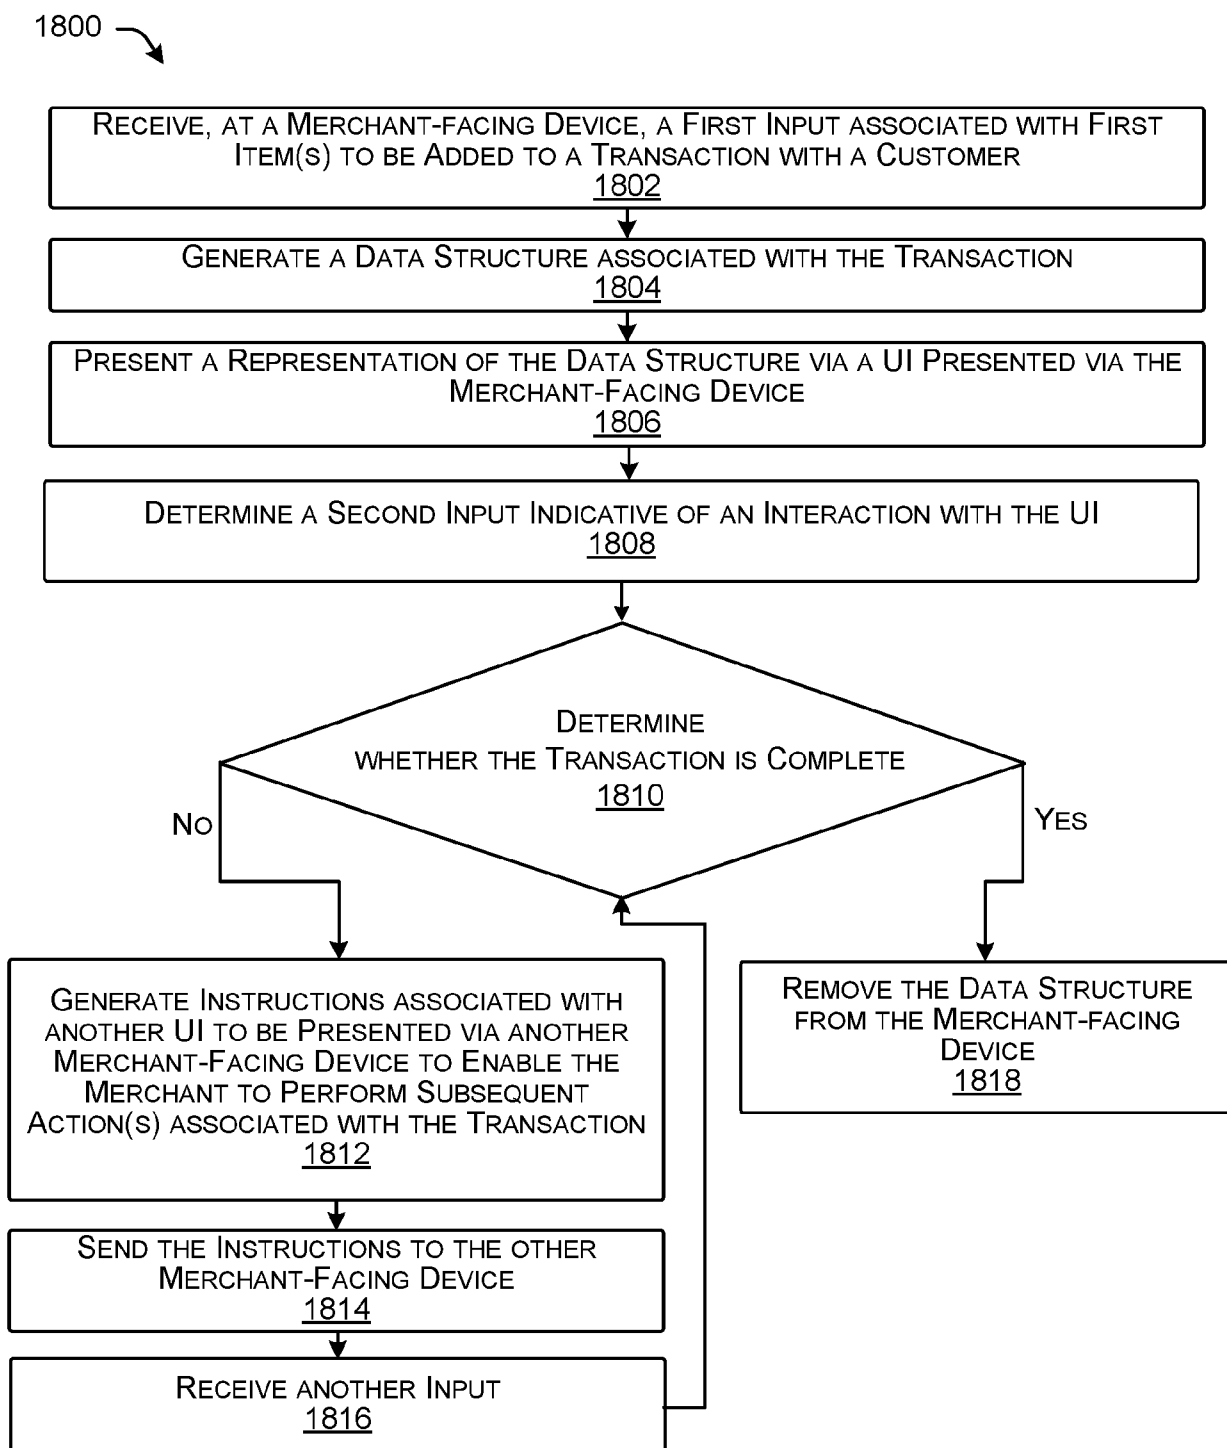 1800
RECEIVE, AT A MERCHANT-FACING DEVICE, A FIRST INPUT ASSOCIATED WITH FIRST
ITEM(S) TO BE ADDED TO A TRANSACTION WITH A CUSTOMER
1802
GENERATE A DATA STRUCTURE ASSOCIATED WITH THE TRANSACTION
1804
PRESENT A REPRESENTATION OF THE DATA STRUCTURE VIA A UI PRESENTED VIA THE
MERCHANT-FACING DEVICE
1806
DETERMINE A SECOND INPUT INDICATIVE OF AN INTERACTION WITH THE UI
1808
DETERMINE
WHETHER THE TRANSACTION IS COMPLETE
1810
NO
YES
GENERATE INSTRUCTIONS ASSOCIATED WITH
ANOTHER UI TO BE PRESENTED VIA ANOTHER
MERCHANT-FACING DEVICE TO ENABLE THE
MERCHANT TO PERFORM SUBSEQUENT
ACTION(S) ASSOCIATED WITH THE TRANSACTION
1812
REMOVE THE DATA STRUCTURE
FROM THE MERCHANT-FACING
DEVICE
1818
SEND THE INSTRUCTIONS TO THE OTHER
MERCHANT-FACING DEVICE
1814
RECEIVE ANOTHER INPUT
1816